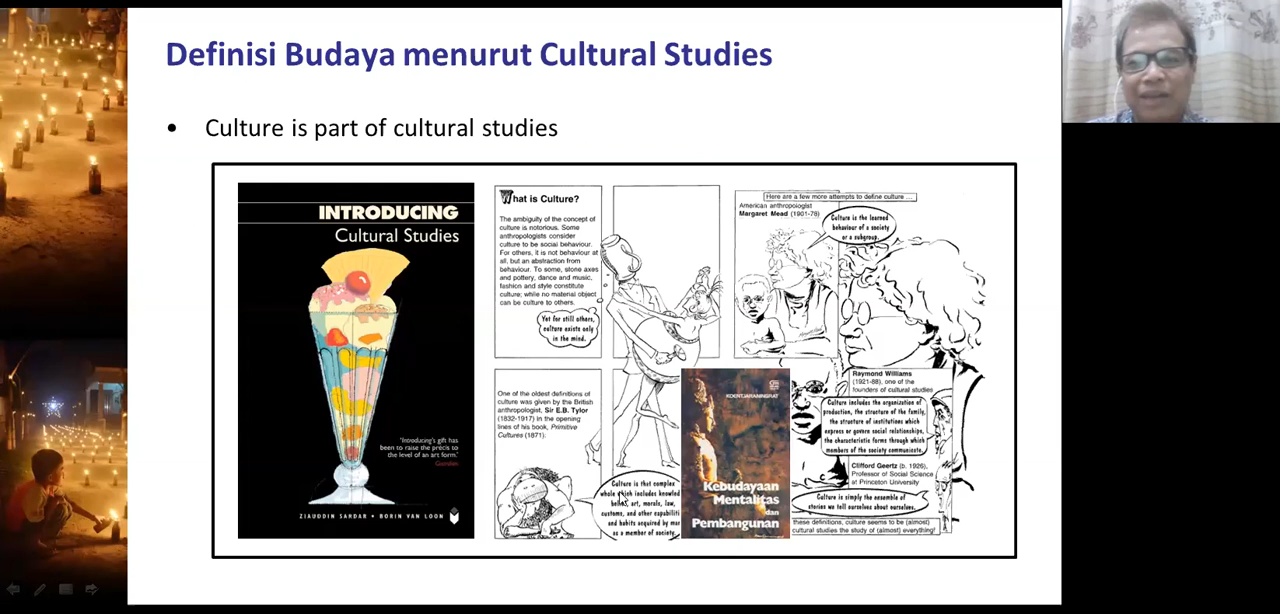 Definisi Budaya menurut Cultural Studies
• Culture is part of cultural studies
INTRODUCING
Cultural Studies
'Introducing's gift has
been to raise the précis to
the level of an art form.'
ZIAUDDIN SARDAR • BORIN VAN LOON
What is Culture?
The ambiguity of the concept of
culture is notorious. Some
anthropologists consider
culture to be social behaviour.
For others, it is not behaviour at
all, but an abstraction from
behaviour. To some, stone axes
and pottery, dance and music,
fashion and style constitute
culture; while no material object
can be culture to others.
Yet for still others,
culture exists only
in the mind.
One of the oldest definitions of
culture was given by the British
anthropologist, Sir E.B. Tylor
(1832-1917) in the opening
lines of his book, Primitive
Cultures (1871).
Culture is that complex
whole which includes knowled
belief, art, morals, law,
customs, and other capabiliti
and habits acquired by man
as a member of society.
Here are a few more attempts to define culture ...
American anthropologist
Margaret Mead (1901-78)
Culture is the learned
behaviour of a society
or a subgroup.
KOENTJARANINGRAT
Kebudayaan
Mentalitas
dan
Pembangunan
Raymond Williams
(1921-88), one of the
founders of cultural studies
Culture includes the organization of
production, the structure of the family,
the structure of institutions which
express or govern social relationships,
the characteristic forms through which
members of the society communicate.
Clifford Geertz (b. 1926),
Professor of Social Science
at Princeton University
Culture is simply the ensemble of
stories we tell ourselves about ourselves.
these definitions, culture seems to be (almost)
cultural studies the study of (almost) everything!